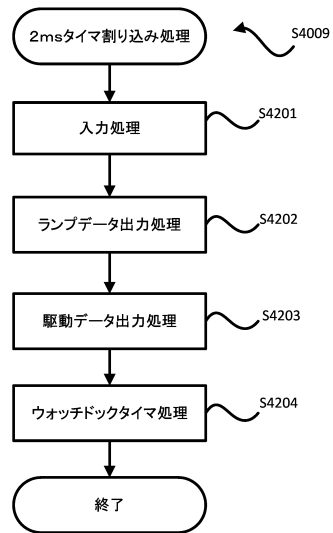 ２ｍｓタイマ割り込み処理
S4009
入力処理
S4201
ランプデータ出力処理
S4202
駆動データ出力処理
S4203
ウォッチドックタイマ処理
S4204
終了